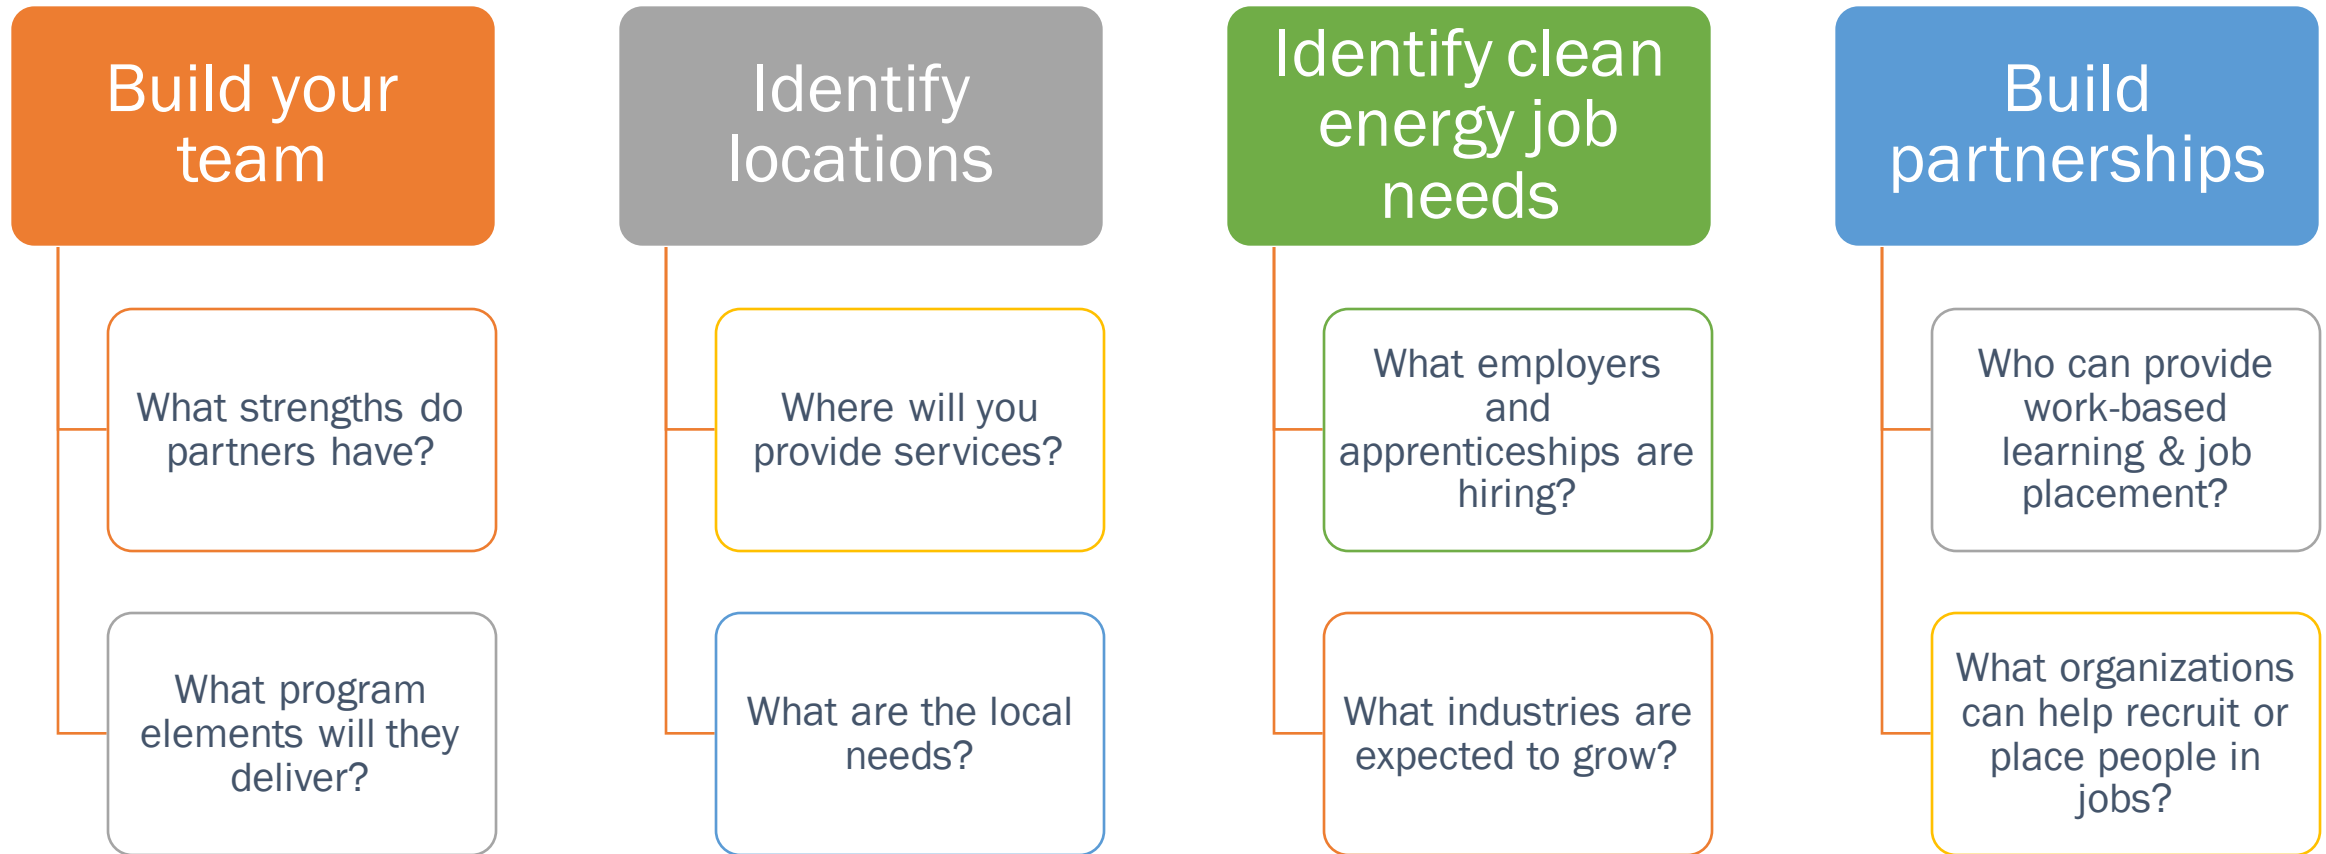 Build your
team
What strengths do
partners have?
What program
elements will they
deliver?
Identify
locations
Where will you
provide services?
What are the local
needs?
Identify clean
energy job
needs
What employers
and
apprenticeships are
hiring?
What industries are
expected to grow?
Build
partnerships
Who can provide
work-based
learning & job
placement?
What organizations
can help recruit or
place people in
jobs?